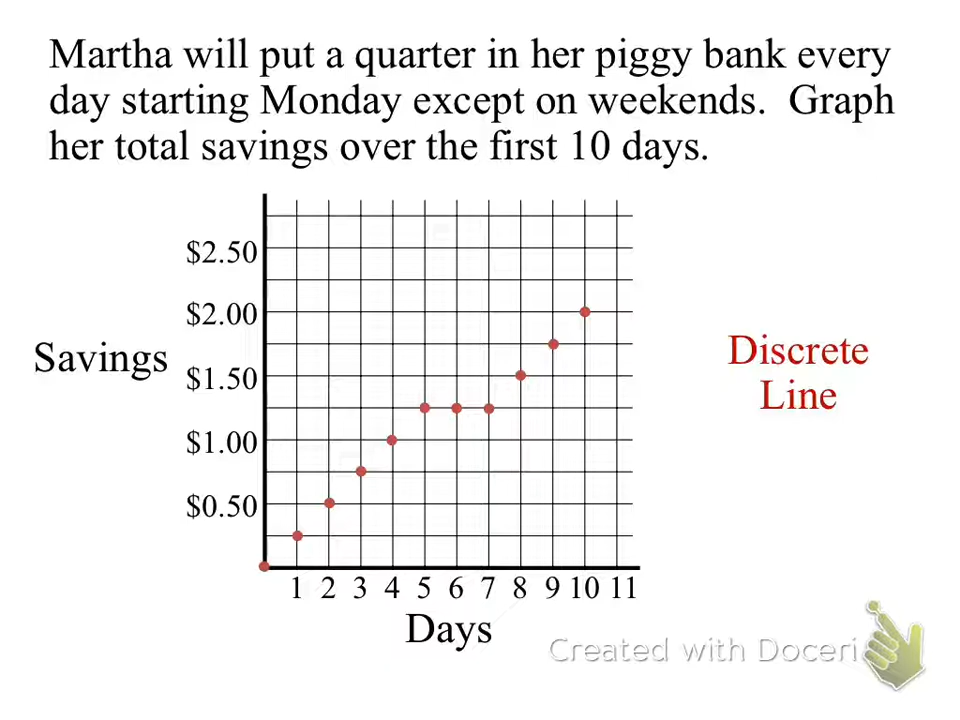 Martha will put a quarter in her piggy bank every
day starting Monday except on weekends.  Graph
her total savings over the first 10 days.
$2.50
$2.00
Savings
$1.50
$1.00
$0.50
Discrete
Line
1 2 3 4 5 6 7 8 9 10 11
Days
Created with Doceri